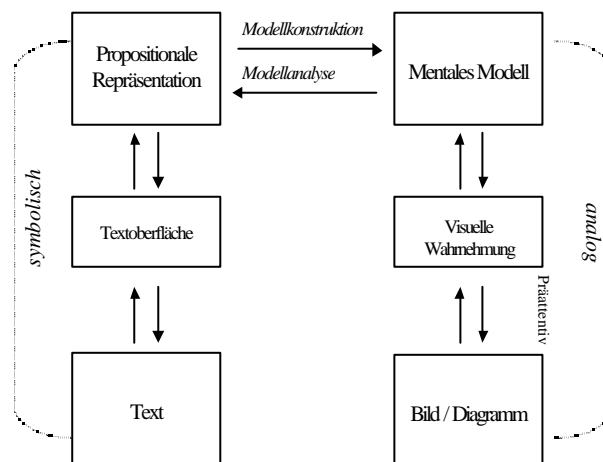 Propositionale
Repräsentation
Modellkonstruktion
Modellanalyse
Mentales Modell
symbolisch
Textoberfläche
Visuelle
Wahrnehmung
analog
Präattentiv
Text
Bild / Diagramm